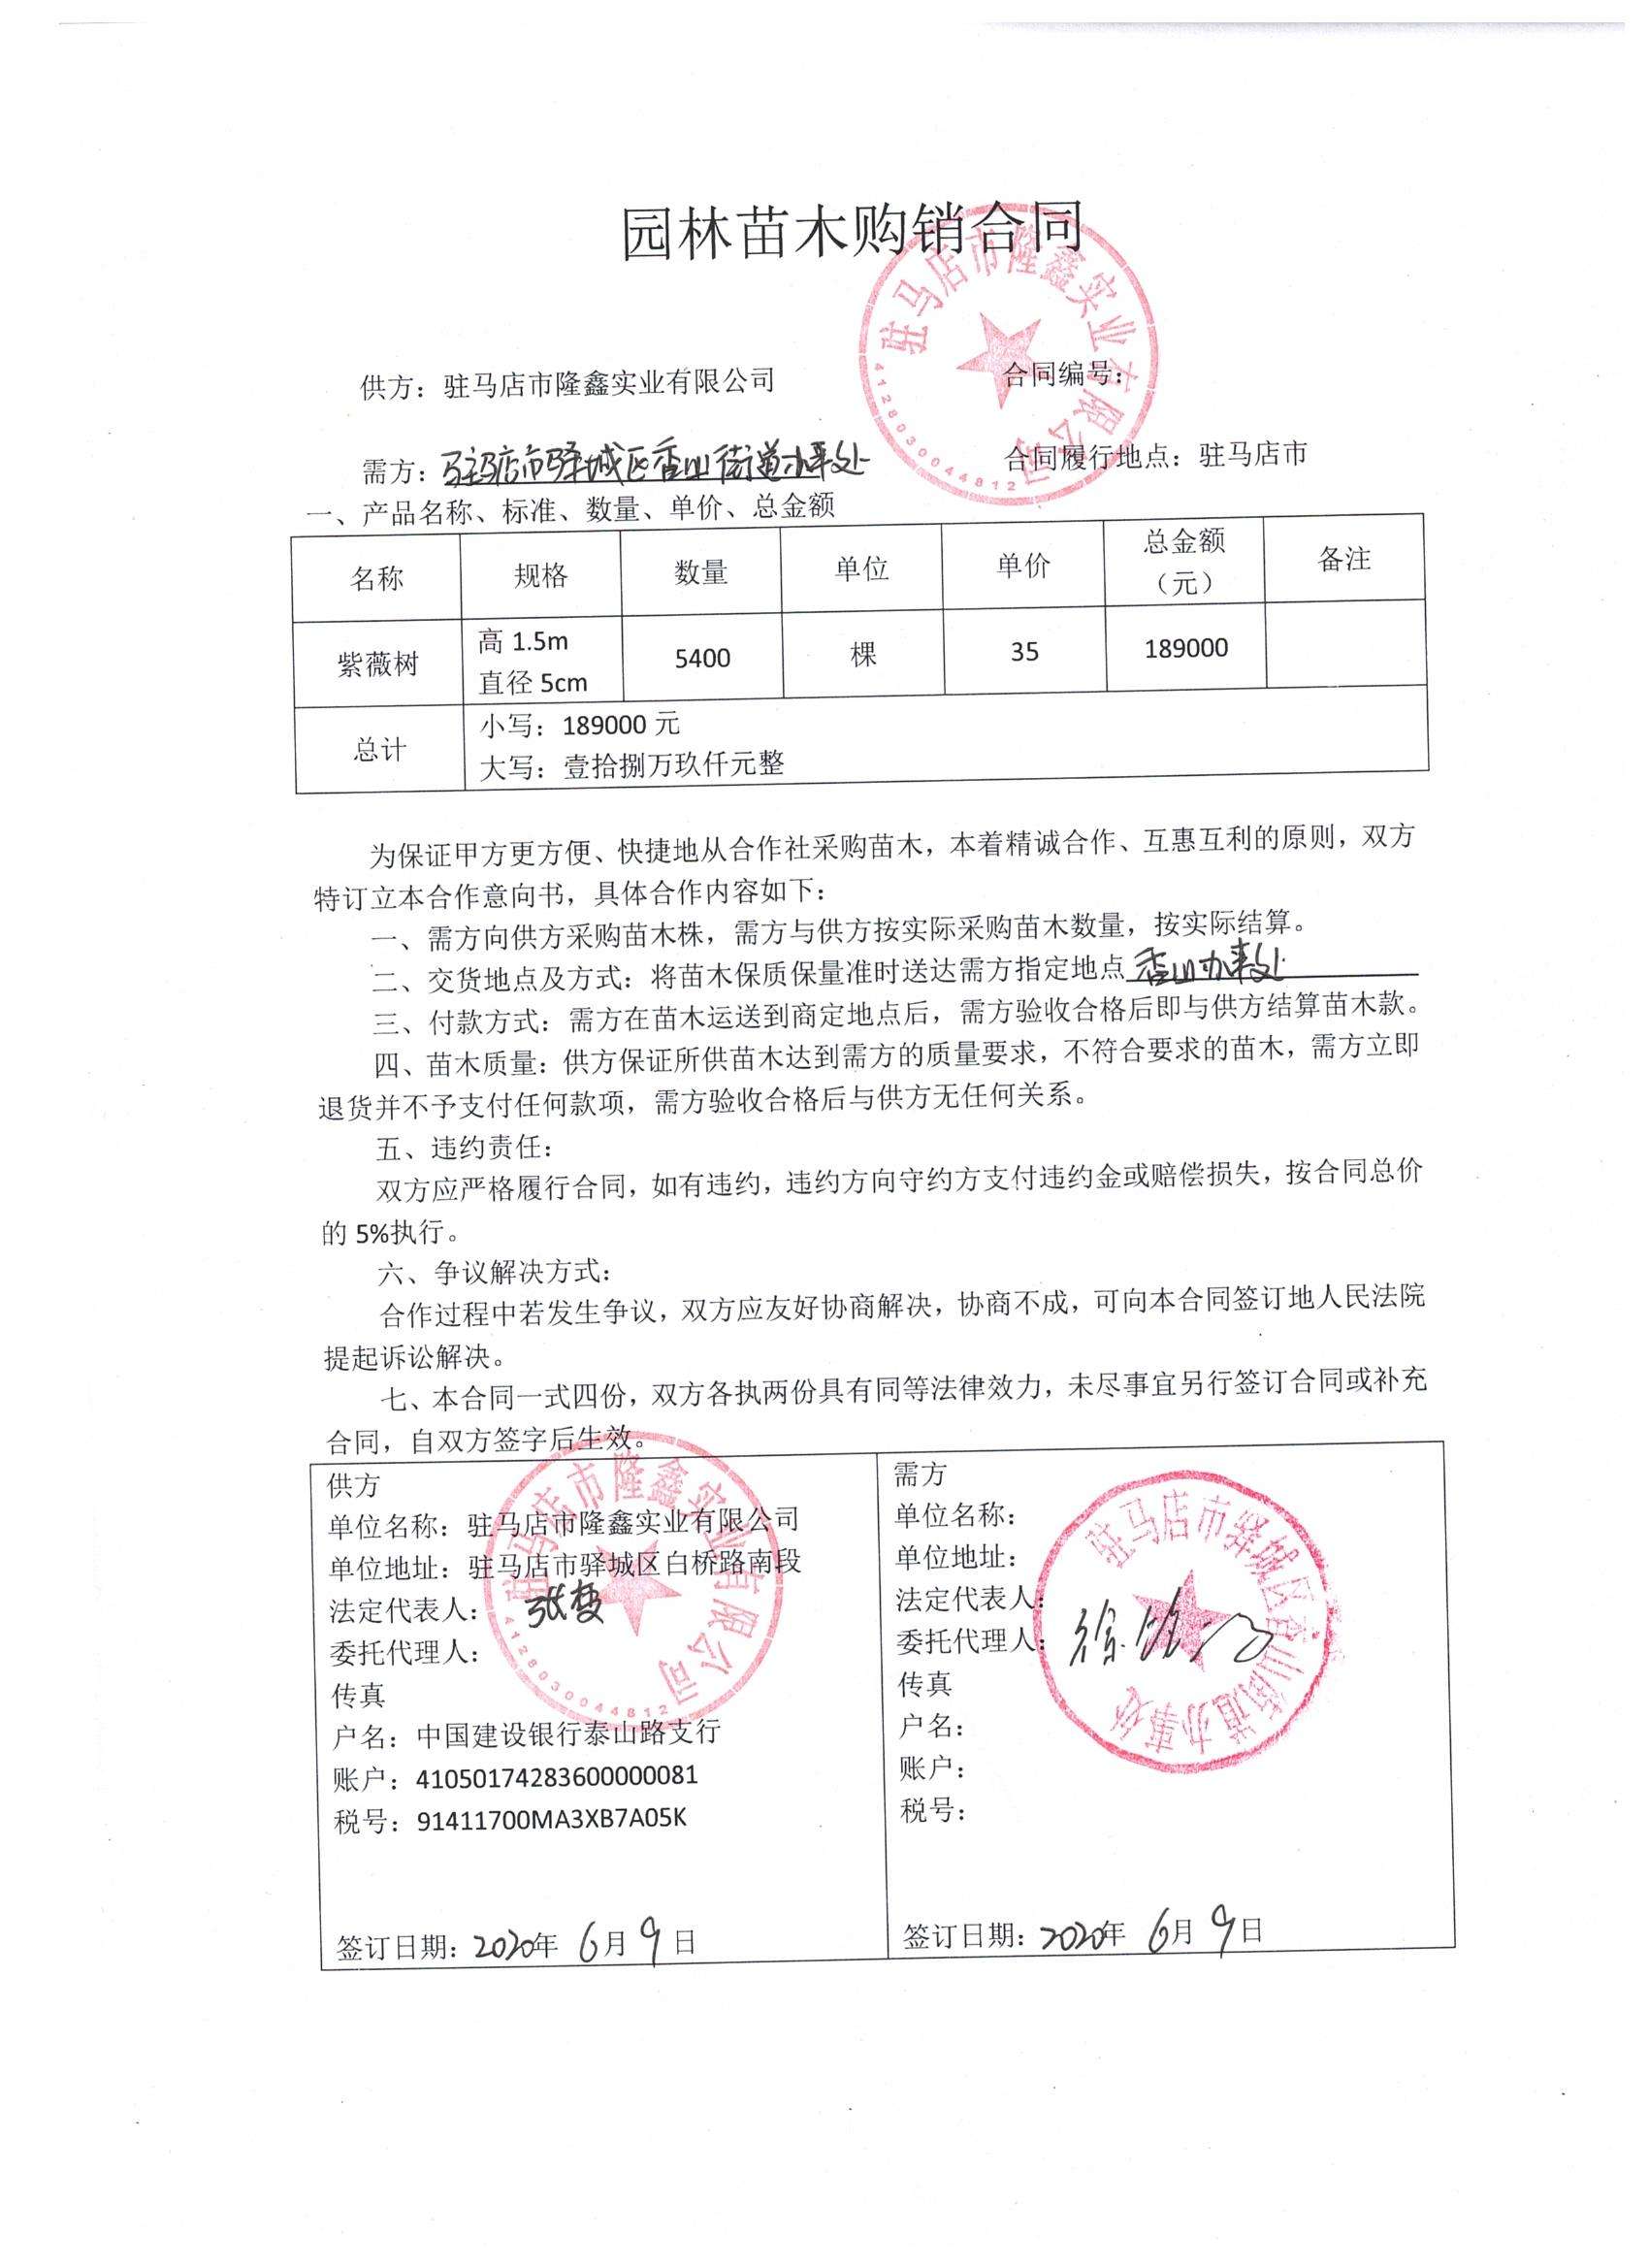 园林苗木购销合同
供方：驻马店市隆鑫实业有限公司 合同编号：
需方：驻马店市驿城区香山街道办事处 合同履行地点：驻马店市
一、产品名称、标准、数量、单价、总金额
名称 规格 数量 单位 单价 总金额（元） 备注
紫薇树 高 1.5m 直径 5cm 5400 棵 35 189000
总计 小写：189000 元
大写：壹拾捌万玖仟元整
为保证甲方更方便、快捷地从合作社采购苗木，本着精诚合作、互惠互利的原则，双方
特订立本合作意向书，具体合作内容如下：
一、需方向供方采购苗木株，需方与供方按实际采购苗木数量，按实际结算。
二、交货地点及方式：将苗木保质保量准时送达需方指定地点 香山办事处
三、付款方式：需方在苗木运送到商定地点后，需方验收合格后即与供方结算苗木款。
四、苗木质量：供方保证所供苗木达到需方的质量要求，不符合要求的苗木，需方立即
退货并不予支付任何款项，需方验收合格后与供方无任何关系。
五、违约责任：
双方应严格履行合同，如有违约，违约方向守约方支付违约金或赔偿损失，按合同总价
的 5%执行。
六、争议解决方式：
合作过程中若发生争议，双方应友好协商解决，协商不成，可向本合同签订地人民法院
提起诉讼解决。
七、本合同一式四份，双方各执两份具有同等法律效力，未尽事宜另行签订合同或补充
合同，自双方签字后生效。
供方
单位名称：驻马店市隆鑫实业有限公司
单位地址：驻马店市驿城区白桥路南段
法定代表人：
委托代理人：
传真
户名：中国建设银行泰山路支行
账户：41050174283600000081
税号：91411700MA3XB7A05K
签订日期：2020年 6月 9日
需方
单位名称：
单位地址：
法定代表人：
委托代理人：
传真
户名：
账户：
税号：
签订日期：2020年 6月 9日
驻马店市隆鑫实业有限公司
4128030044812
驻马店市隆鑫实业有限公司
4128030044812
驻马店市驿城区香山街道办事处